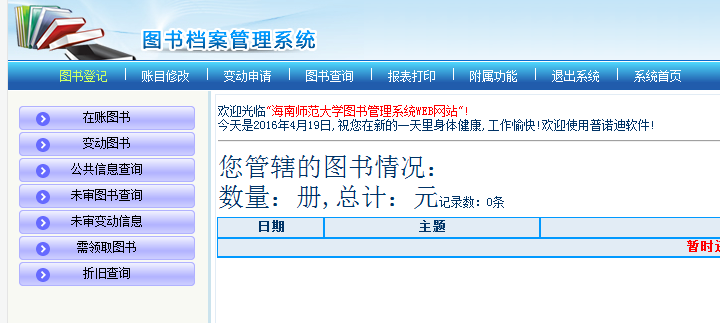 图书档案管理系统
图书登记 账目修改 变动申请 图书查询 报表打印 附属功能 退出系统 系统首页
在账图书
变动图书
公共信息查询
未审图书查询
未审变动信息
需领取图书
折旧查询
欢迎光临“海南师范大学图书管理系统WEB网站”!
今天是2016年4月19日,祝您在新的一天里身体健康,工作愉快!欢迎使用普诺迪软件!
您管辖的图书情况：
数量：册,总计：元记录数：0条
日期 主题
暂时